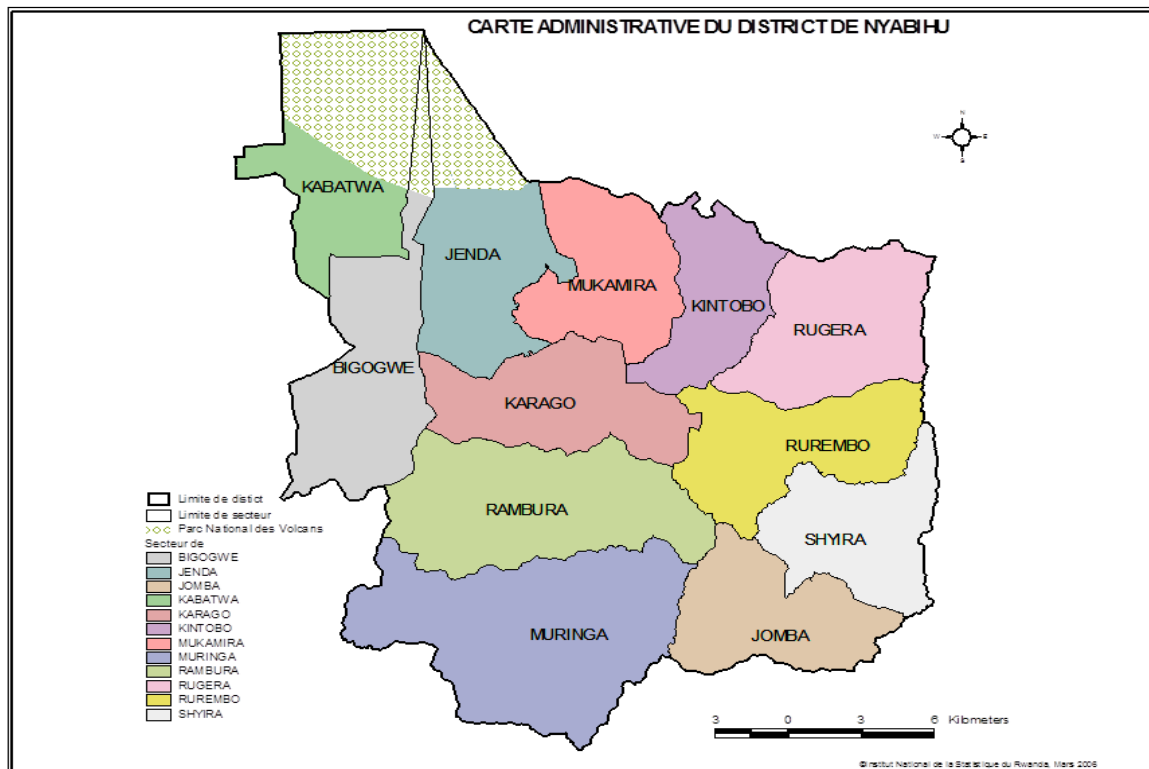 CARTE ADMINISTRATIVE DU DISTRICT DE NYABIHU
N
W E
S
KABATWA
JENDA
MUKAMIRA
KINTOBO
RUGERA
BIGOGWE
KARAGO
RUREMBO
RAMBURA
SHYIRA
MURINGA
JOMBA
Limite de distict
Limite de secteur
Parc National des Volcans
Secteur de
BIGOGWE
JENDA
JOMBA
KABATWA
KARAGO
KINTOBO
MUKAMIRA
MURINGA
RAMBURA
RUGERA
RUREMBO
SHYIRA
3 0 3 6 Kilometers
©Institut National de la Statistique du Rwanda, Mars 2006